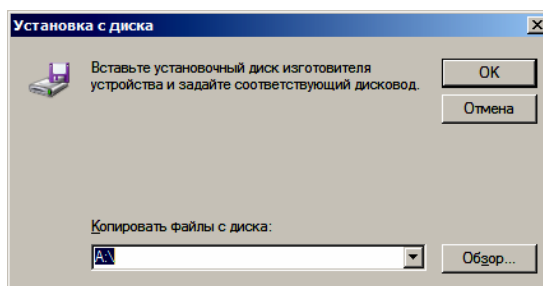 Установка с диска
Вставьте установочный диск изготовителя
устройства и задайте соответствующий дисковод.
OK
Отмена
Копировать файлы с диска:
A:\
Обзор...